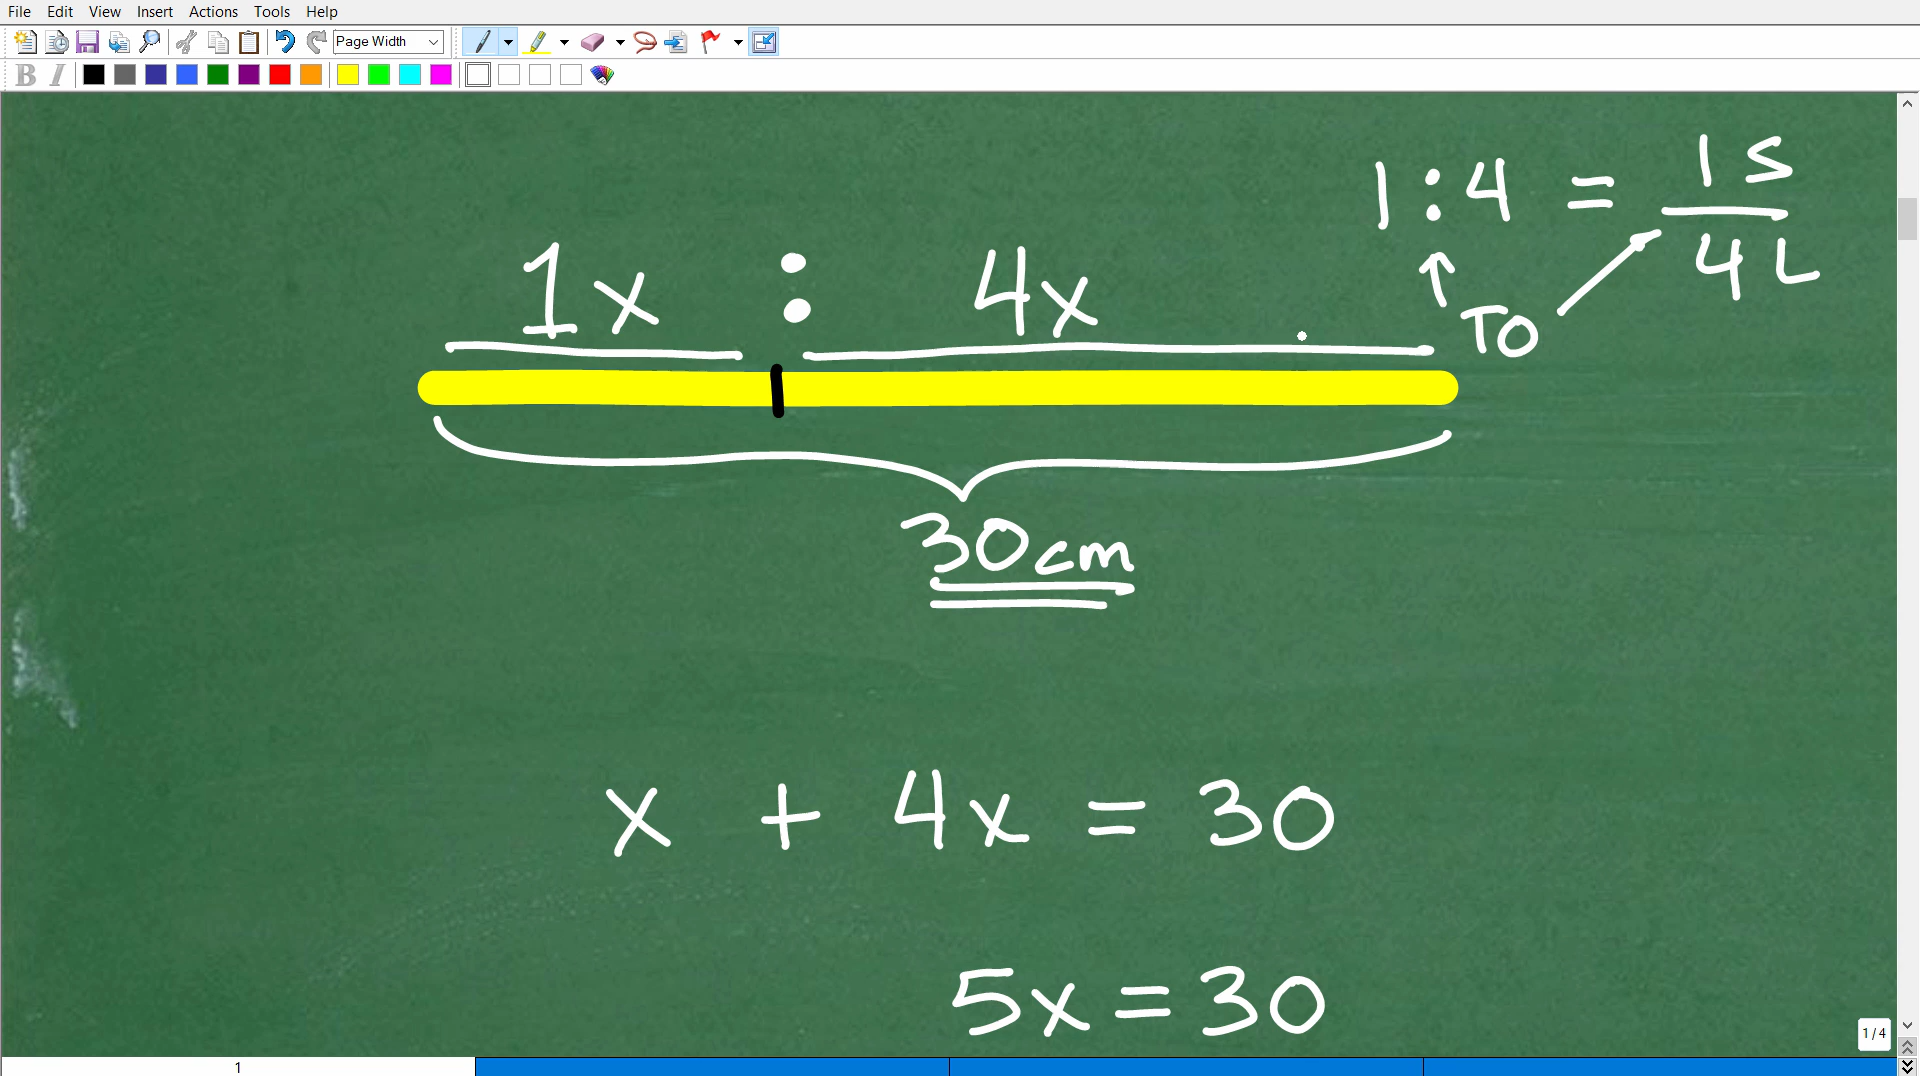 File Edit View Insert Actions Tools Help
Page Width
B I
1:4 = 1 S / 4 L
1x : 4x
TO
30cm
x + 4x = 30
5x = 30
1 / 4
1